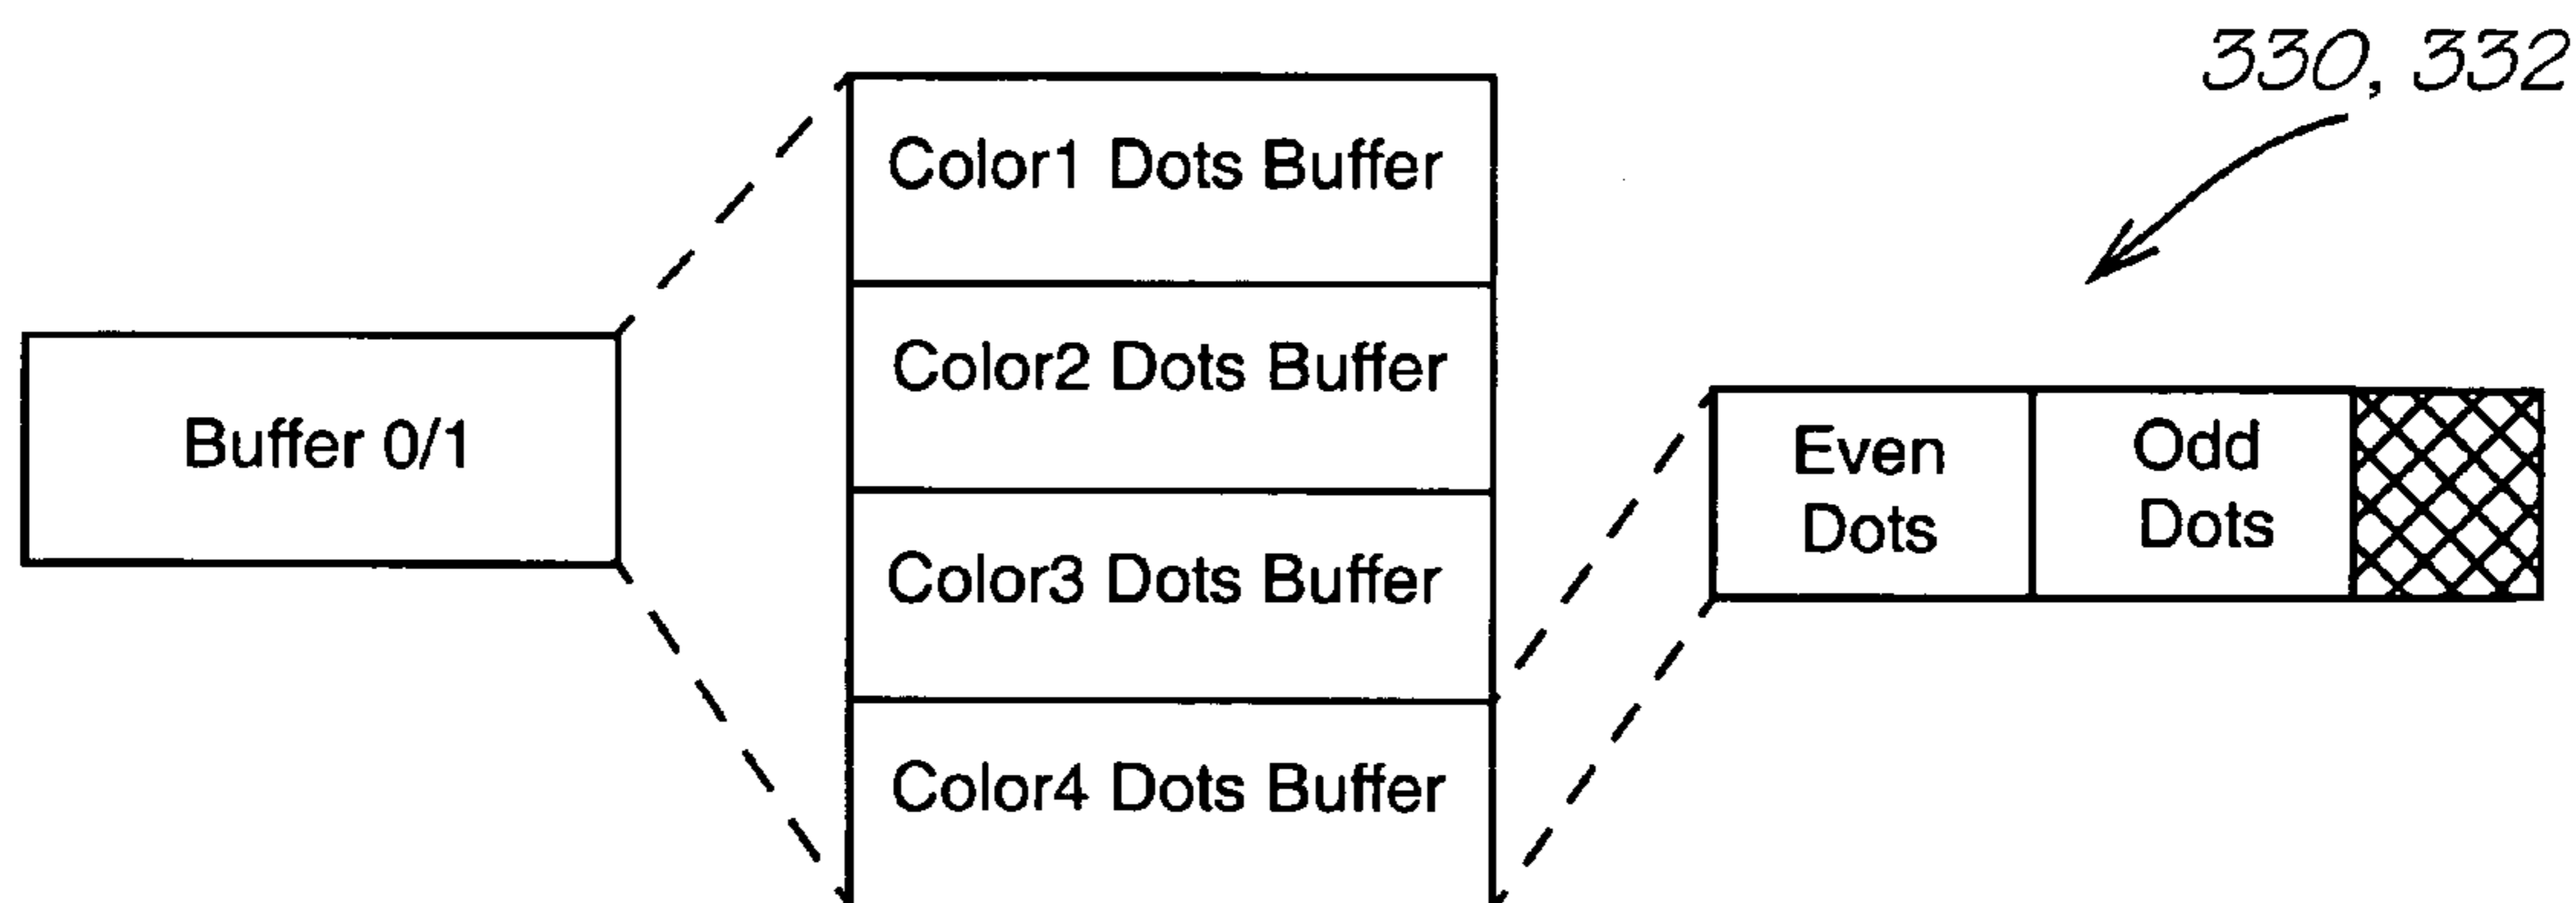 330, 332
Color1 Dots Buffer
Color2 Dots Buffer
Buffer 0/1
Even
Dots
Odd
Dots
Color3 Dots Buffer
Color4 Dots Buffer